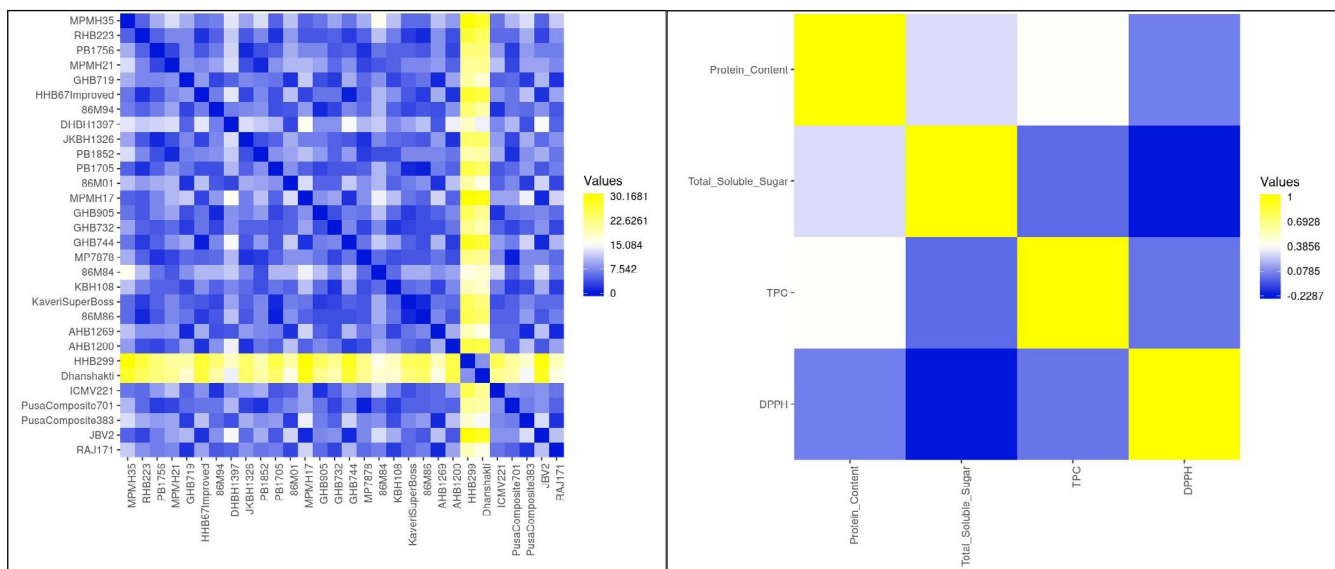 MPMH35
RHB223
PB1756
MPMH21
GHB719
HHB67Improved
86M94
DHBH1397
JKBH1326
PB1852
PB1705
86M01
MPMH17
GHB905
GHB732
GHB744
MP7878
86M84
KBH108
KaveriSuperBoss
86M86
AHB1269
AHB1200
HHB299
Dhanshakti
ICMV221
PusaComposite701
PusaComposite383
JBV2
RAJ171
MPMH35
RHB223
PB1756
MPMH21
GHB719
HHB67Improved
86M94
DHBH1397
JKBH1326
PB1852
PB1705
86M01
MPMH17
GHB905
GHB732
GHB744
MP7878
86M84
KBH108
KaveriSuperBoss
86M86
AHB1269
AHB1200
HHB299
Dhanshakti
ICMV221
PusaComposite701
PusaComposite383
JBV2
RAJ171
Values
30.1681
22.6261
15.084
7.542
0
Protein_Content
Total_Soluble_Sugar
TPC
DPPH
Protein_Content
Total_Soluble_Sugar
TPC
DPPH
Values
1
0.6928
0.3856
0.0785
-0.2287